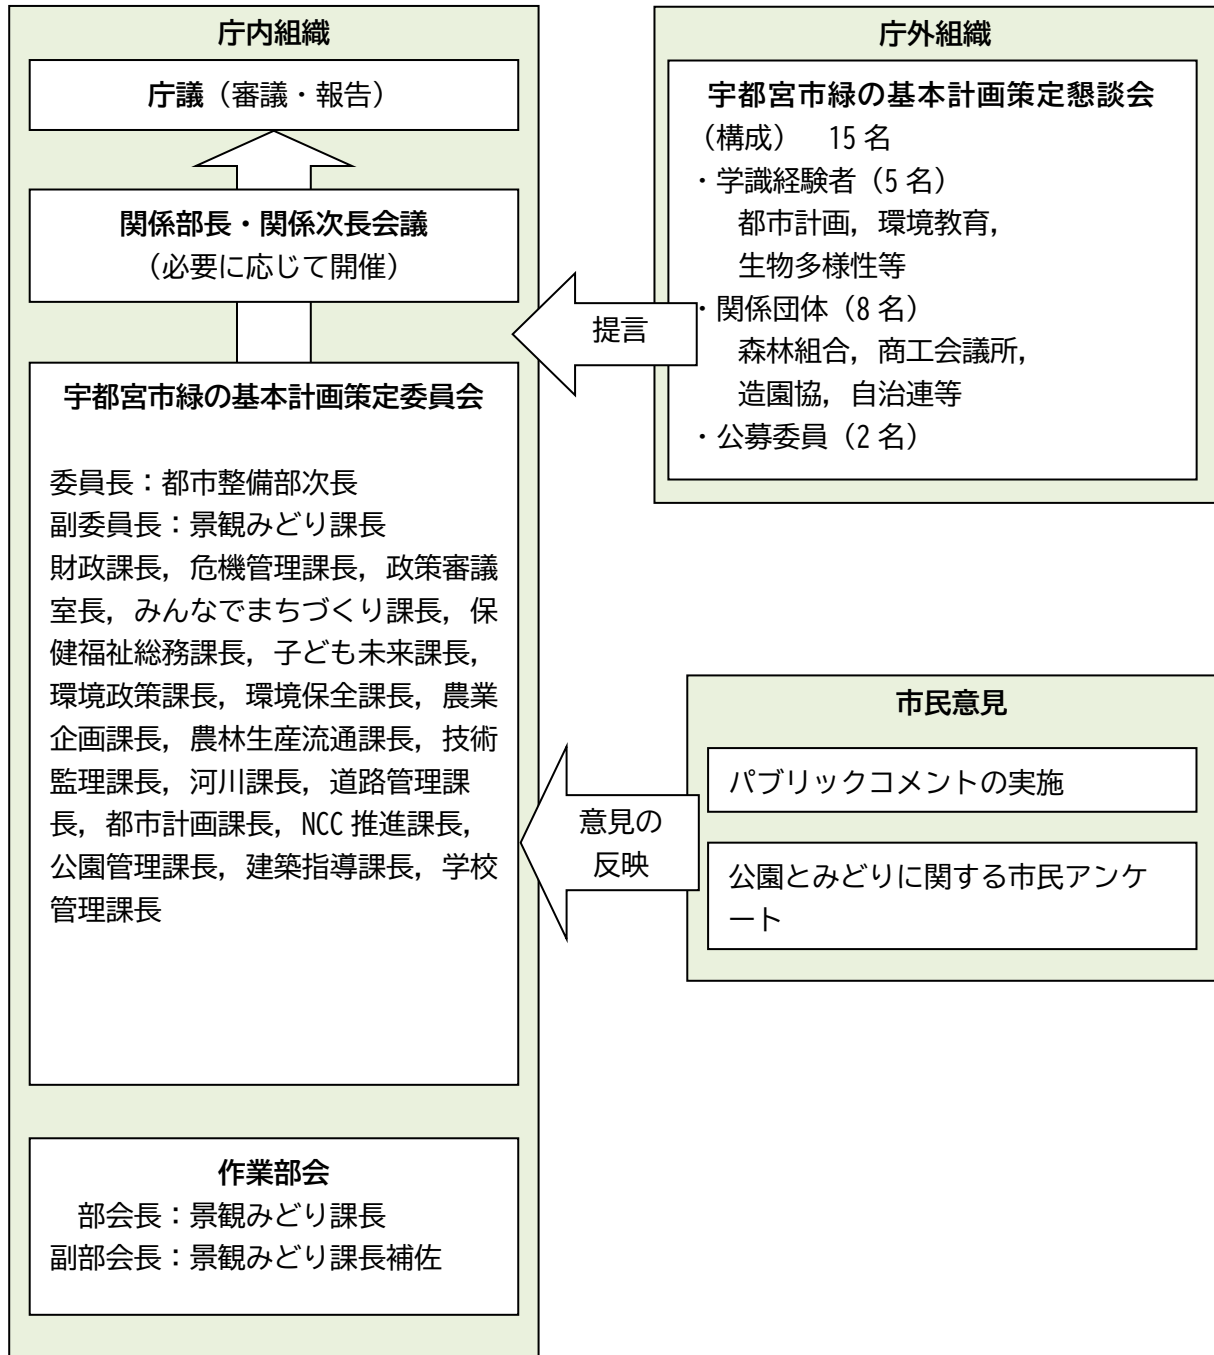 庁内組織
庁議（審議・報告）
関係部長・関係次長会議
（必要に応じて開催）
宇都宮市緑の基本計画策定委員会
委員長：都市整備部次長
副委員長：景観みどり課長
財政課長，危機管理課長，政策審議
室長，みんなでまちづくり課長，保
健福祉総務課長，子ども未来課長，
環境政策課長，環境保全課長，農業
企画課長，農林生産流通課長，技術
監理課長，河川課長，道路管理課
長，都市計画課長，NCC 推進課長，
公園管理課長，建築指導課長，学校
管理課長
作業部会
部会長：景観みどり課長
副部会長：景観みどり課長補佐
庁外組織
宇都宮市緑の基本計画策定懇談会
（構成）　15 名
・学識経験者（5 名）
都市計画，環境教育，
生物多様性等
・関係団体（8 名）
森林組合，商工会議所，
造園協，自治連等
・公募委員（2 名）
提言
市民意見
パブリックコメントの実施
公園とみどりに関する市民アンケ
ート
意見の
反映